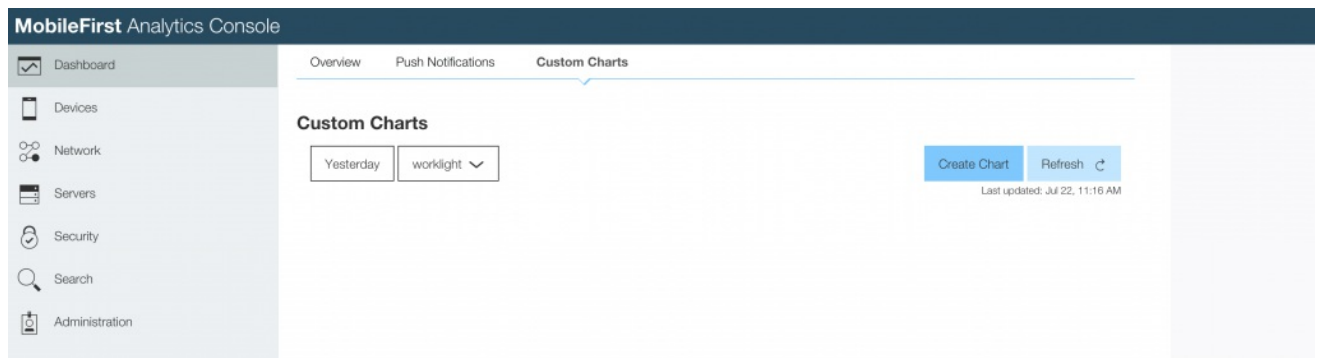 MobileFirst Analytics Console
Dashboard
Devices
Network
Servers
Security
Search
Administration
Overview Push Notifications Custom Charts
Custom Charts
Yesterday worklight Create Chart Refresh
Last updated: Jul 22, 11:16 AM